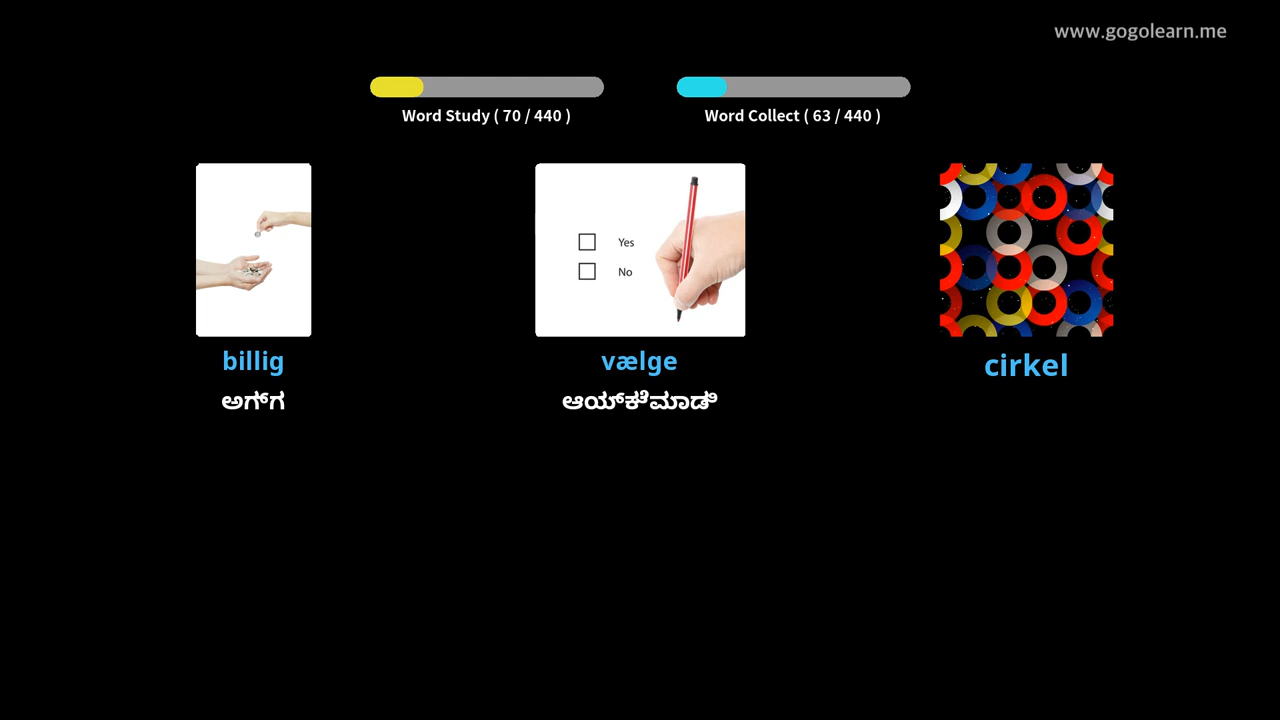 www.gogolearn.me
Word Study ( 70 / 440 )
Word Collect ( 63 / 440 )
Yes
No
billig
vælge
cirkel
ಅಗ್ಗ
ಆಯ್ಕೆಮಾಡಿ